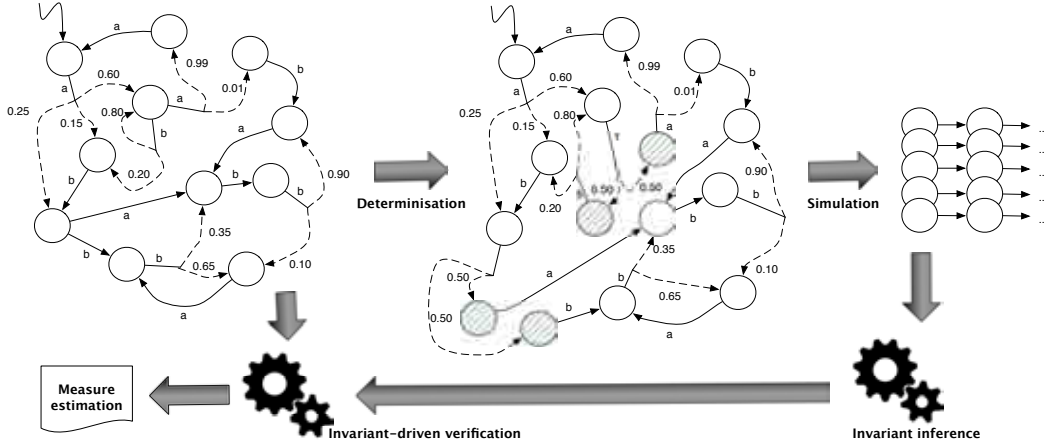 a
a
0.99
0.60
0.01
b
0.25
0.15
0.80
a
b
0.20
b
a
b
b
0.90
a
b
b
0.35
0.65
0.10
a
Determinisation
a
a
0.99
0.60
0.01
b
0.25
0.15
0.80
τ
a
0.50
0.50
b
0.20
a
b
b
0.90
0.35
0.10
0.50
a
b
0.65
0.50
b
a
Simulation
...
...
...
...
...
Measure
estimation
Invariant-driven verification
Invariant inference